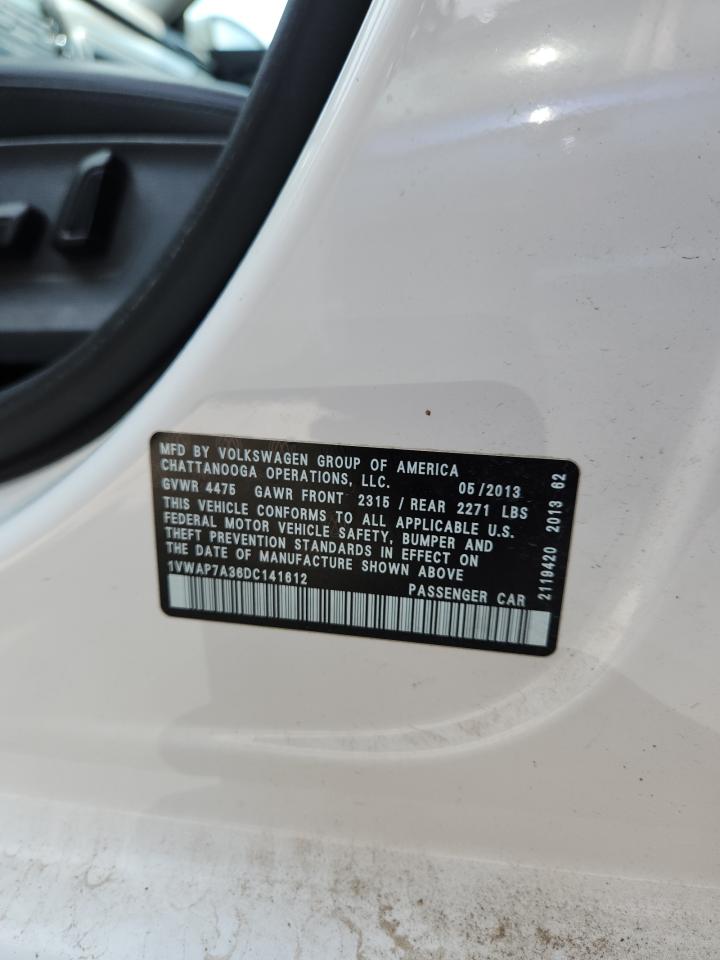 MFD BY VOLKSWAGEN GROUP OF AMERICA
CHATTANOOGA OPERATIONS, LLC. 05/2013
GVWR 4475 GAWR FRONT 2315 / REAR 2271 LBS
THIS VEHICLE CONFORMS TO ALL APPLICABLE U.S.
FEDERAL MOTOR VEHICLE SAFETY, BUMPER AND
THEFT PREVENTION STANDARDS IN EFFECT ON
THE DATE OF MANUFACTURE SHOWN ABOVE
1VWAP7A36DC141612 PASSENGER CAR
2119420 2013 62